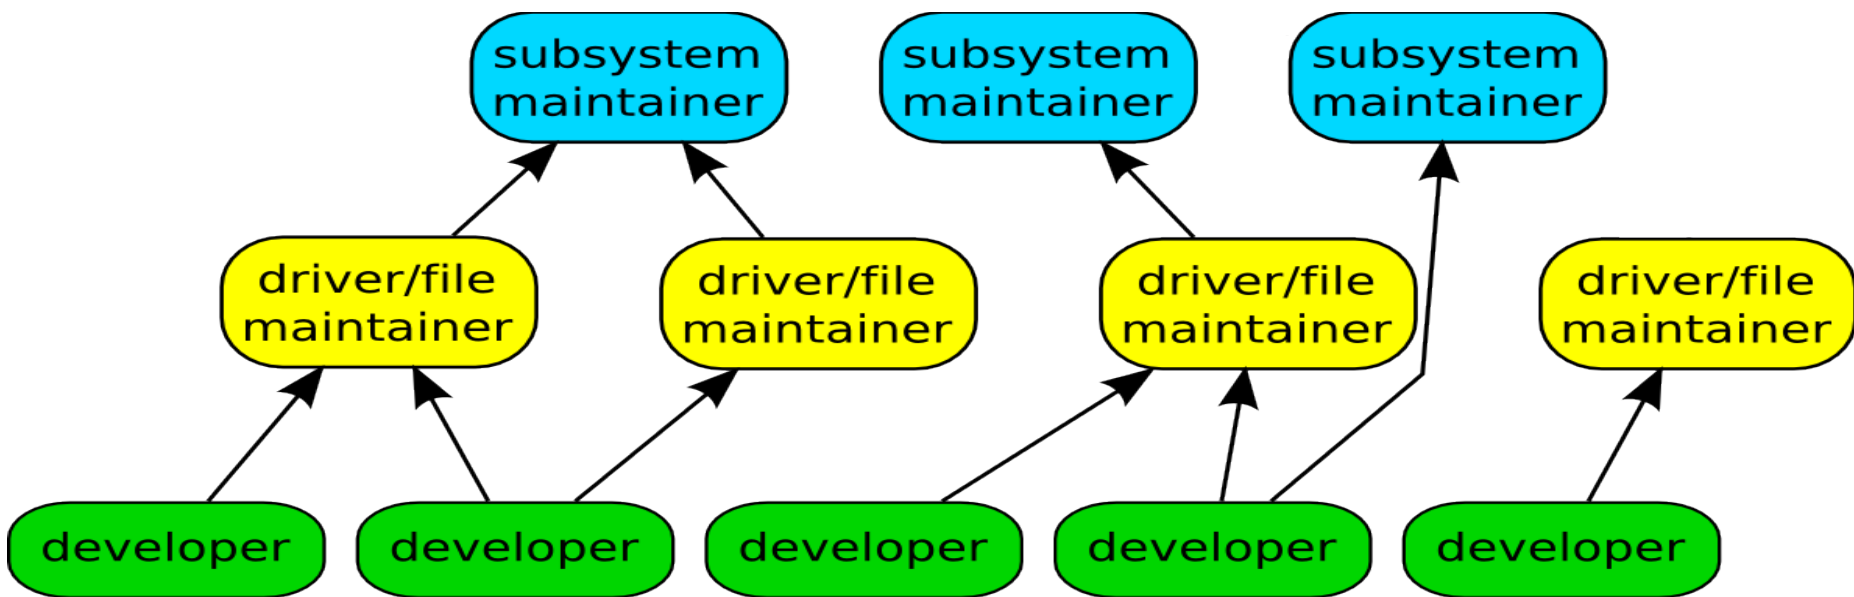 subsystem
maintainer
subsystem
maintainer
subsystem
maintainer
driver/file
maintainer
driver/file
maintainer
driver/file
maintainer
driver/file
maintainer
developer
developer
developer
developer
developer